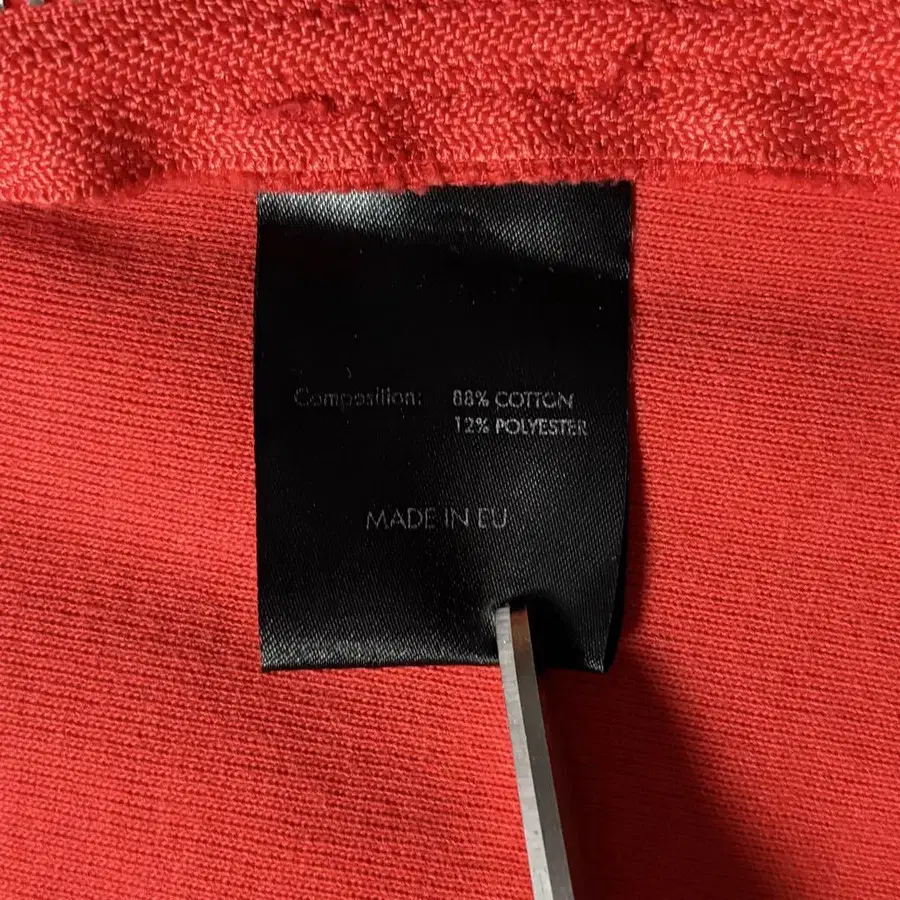 Composition: 88% COTTON
12% POLYESTER
MADE IN EU